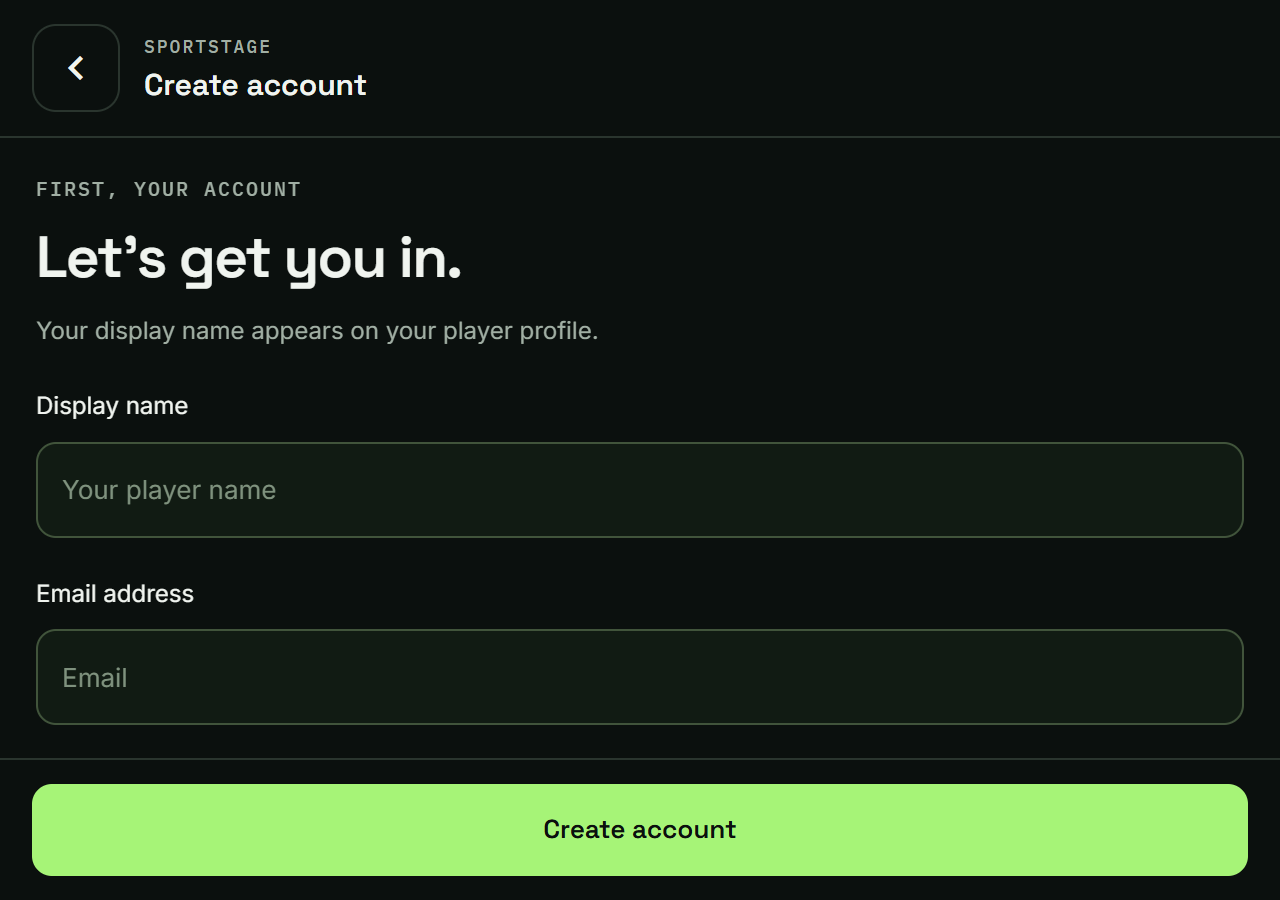 SPORTSTAGE
Create account
FIRST, YOUR ACCOUNT
Let’s get you in.
Your display name appears on your player profile.
Display name
Your player name
Email address
Email
Create account